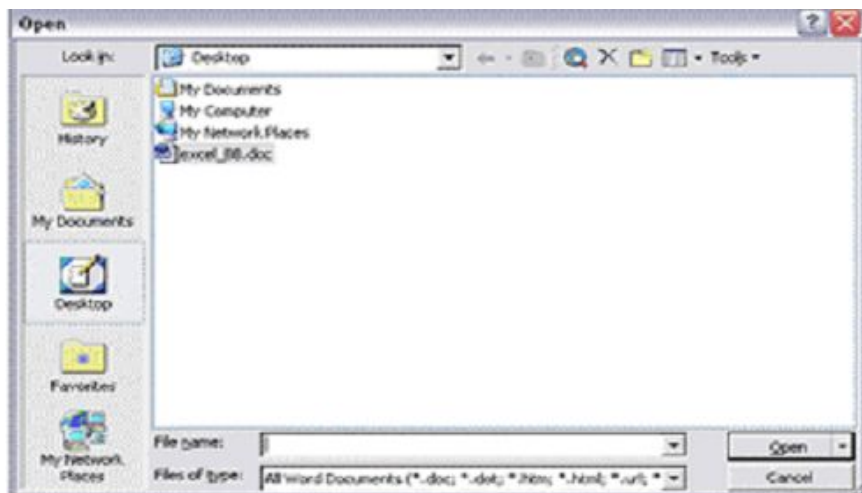 Open
Look in: Desktop Tools
My Documents
My Computer
My Network Places
excel_88.doc
History
My Documents
Desktop
Favorites
My Network
Places
File name: Open
Files of type: All Word Documents (*.doc; *.dot; *.htm; *.html; *.url; * Cancel